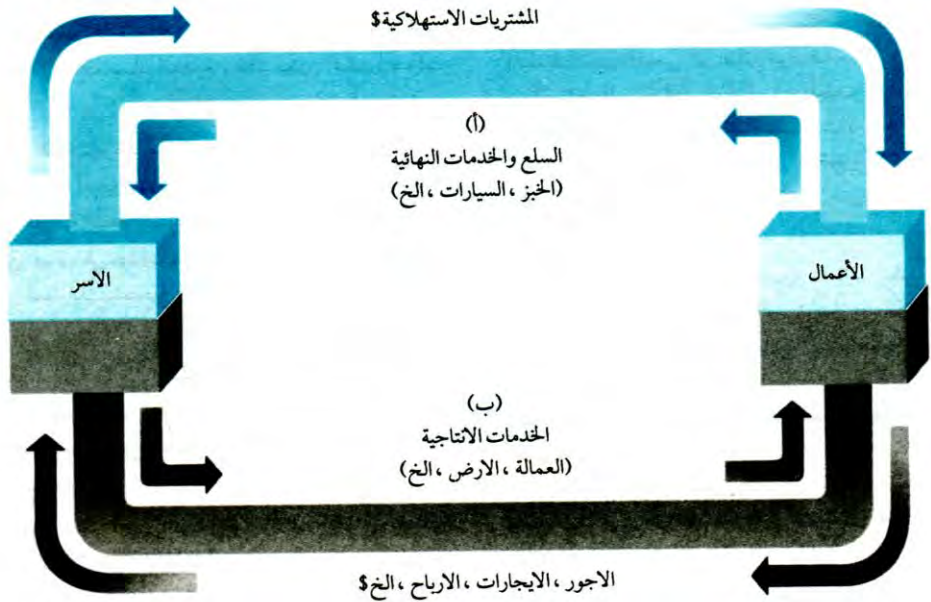 المشتريات الاستهلاكية$
(أ)
السلع والخدمات النهائية
(الخبز ، السيارات ، الخ)
الاسر
الأعمال
(ب)
الخدمات الانتاجية
(العمالة ، الارض ، الخ)
الاجور ، الايجارات ، الارباح ، الخ$